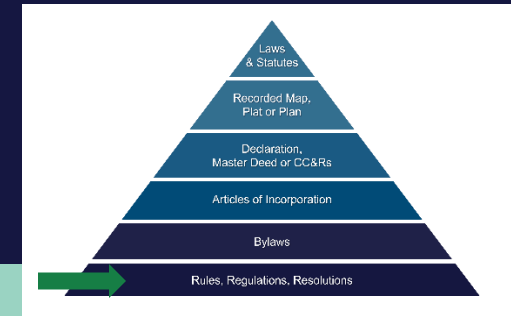 Laws
& Statutes
Recorded Map,
Plat or Plan
Declaration,
Master Deed or CC&Rs
Articles of Incorporation
Bylaws
Rules, Regulations, Resolutions